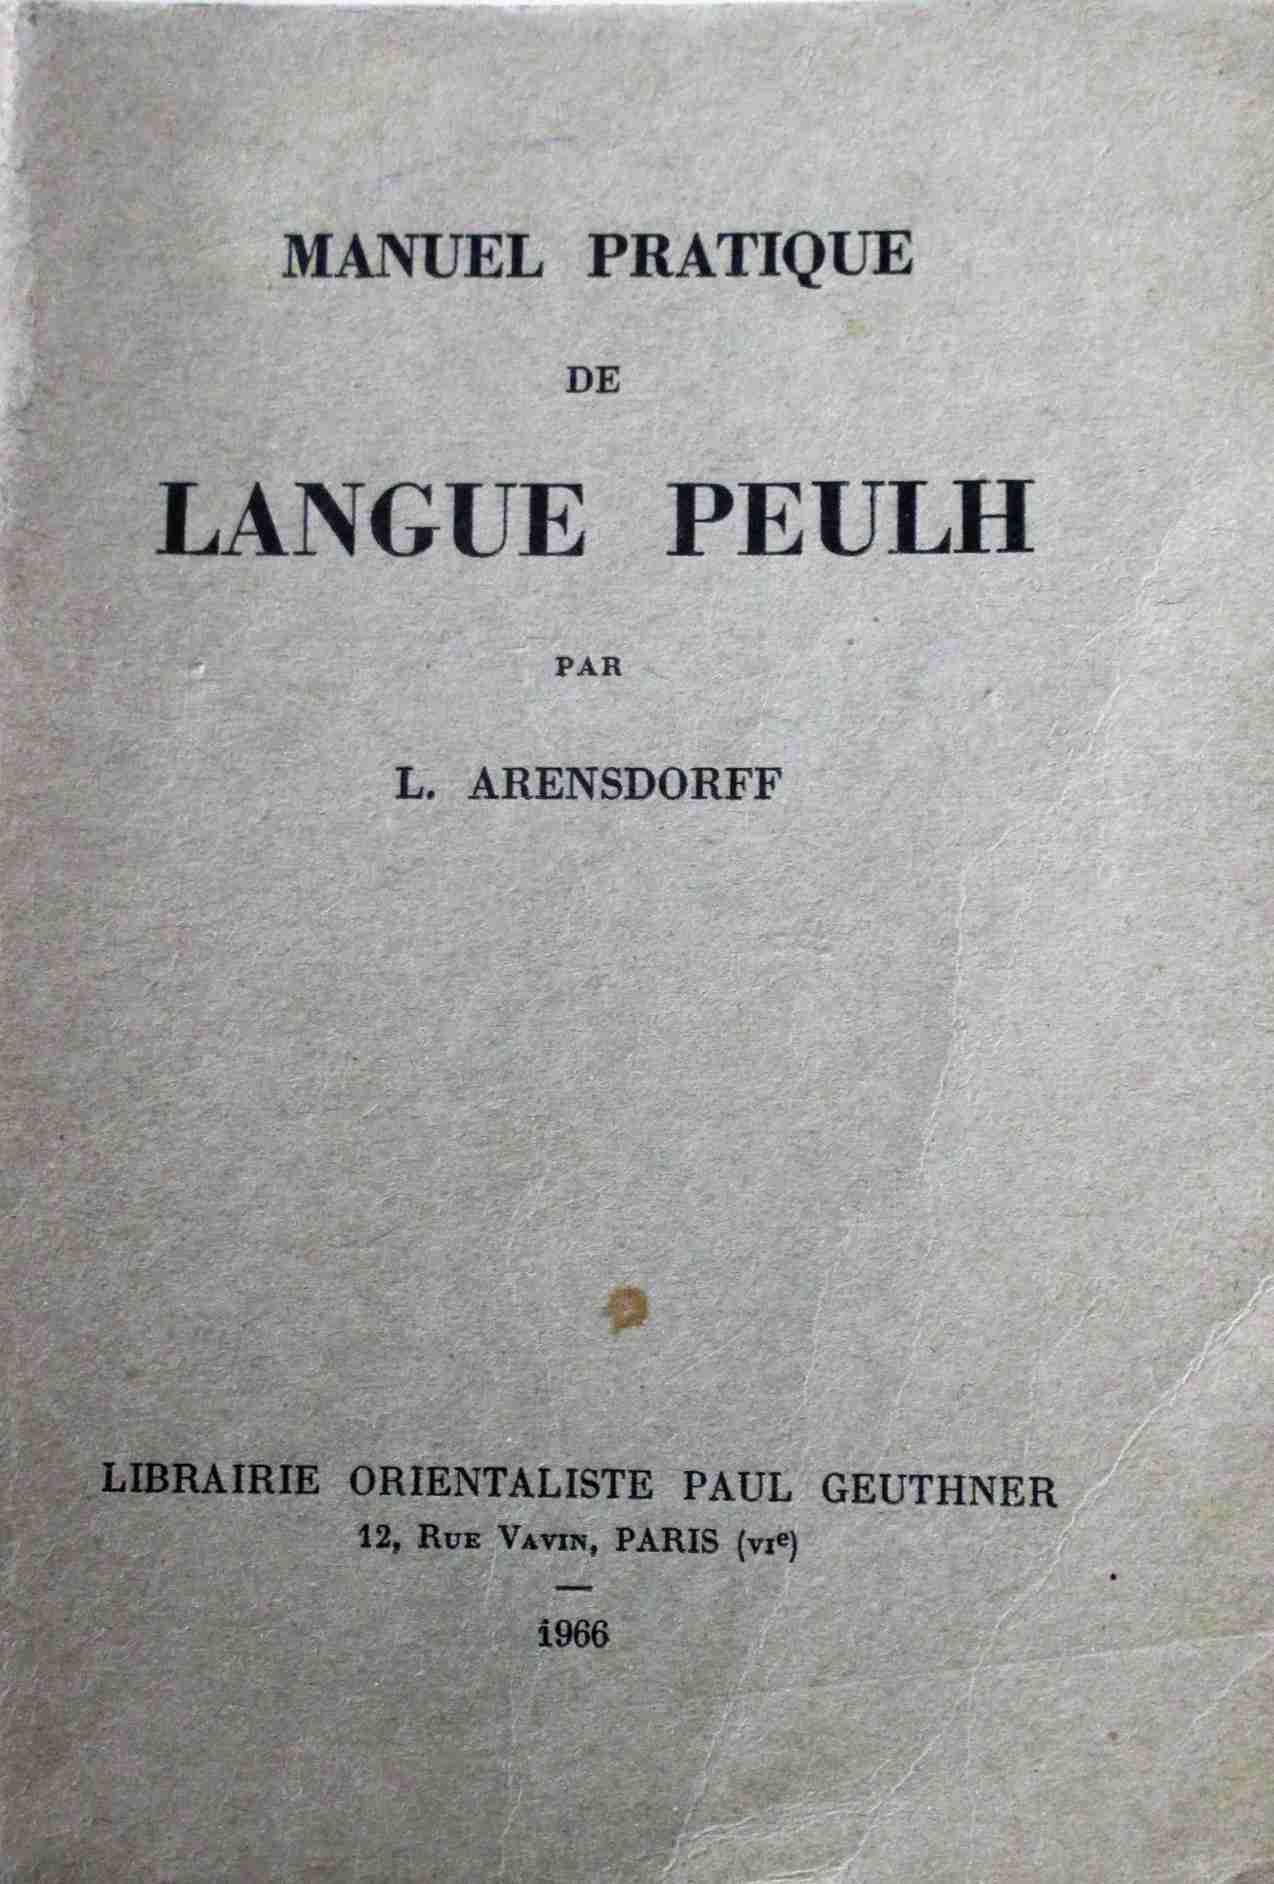 MANUEL PRATIQUE
DE
LANGUE PEULH
PAR
L. ARENSDORFF
LIBRAIRIE ORIENTALISTE PAUL GEUTHNER
12, RUE VAVIN, PARIS (VIe)
1966